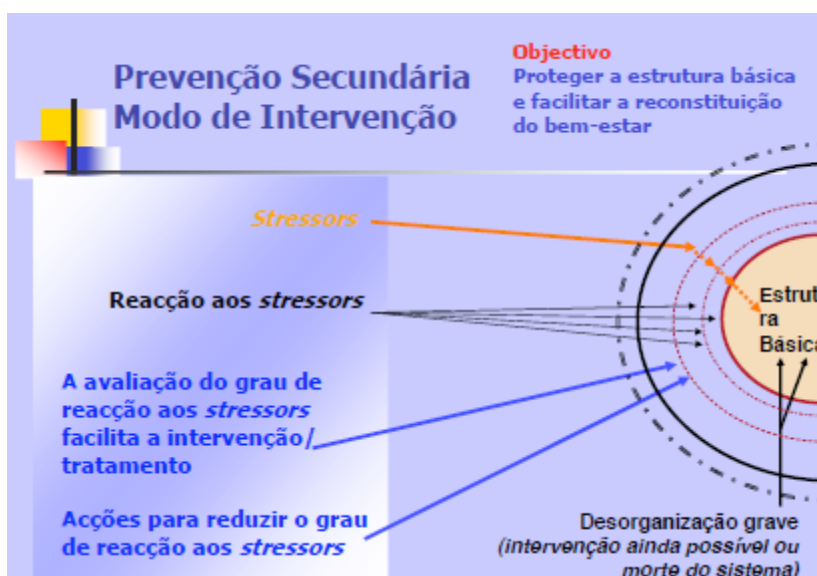 Prevenção Secundária
Modo de Intervenção
Objectivo
Proteger a estrutura básica
e facilitar a reconstituição
do bem-estar
Stressors
Reacção aos stressors
Estrut
ra
Básica
A avaliação do grau de
reacção aos stressors
facilita a intervenção/
tratamento
Acções para reduzir o grau
de reacção aos stressors
Desorganização grave
(intervenção ainda possível ou
morte do sistema)